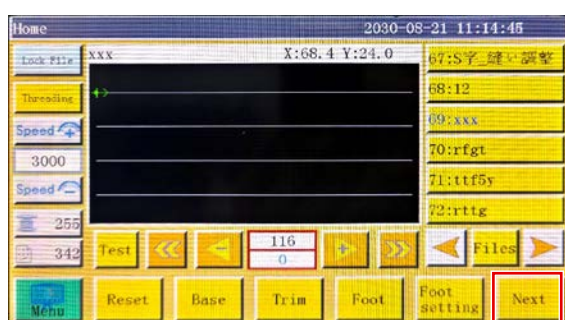 Home 2030-08-21 11:14:45
Lock File
xxx X:68.4 Y:24.0
67:S字_縫い調整
Threading
68:12
Speed +
69:xxx
3000
70:rfgt
71:ttf5y
Speed -
72:rttg
255
342
Test
116
0
Files
Menu
Reset
Base
Trim
Foot
Foot setting
Next